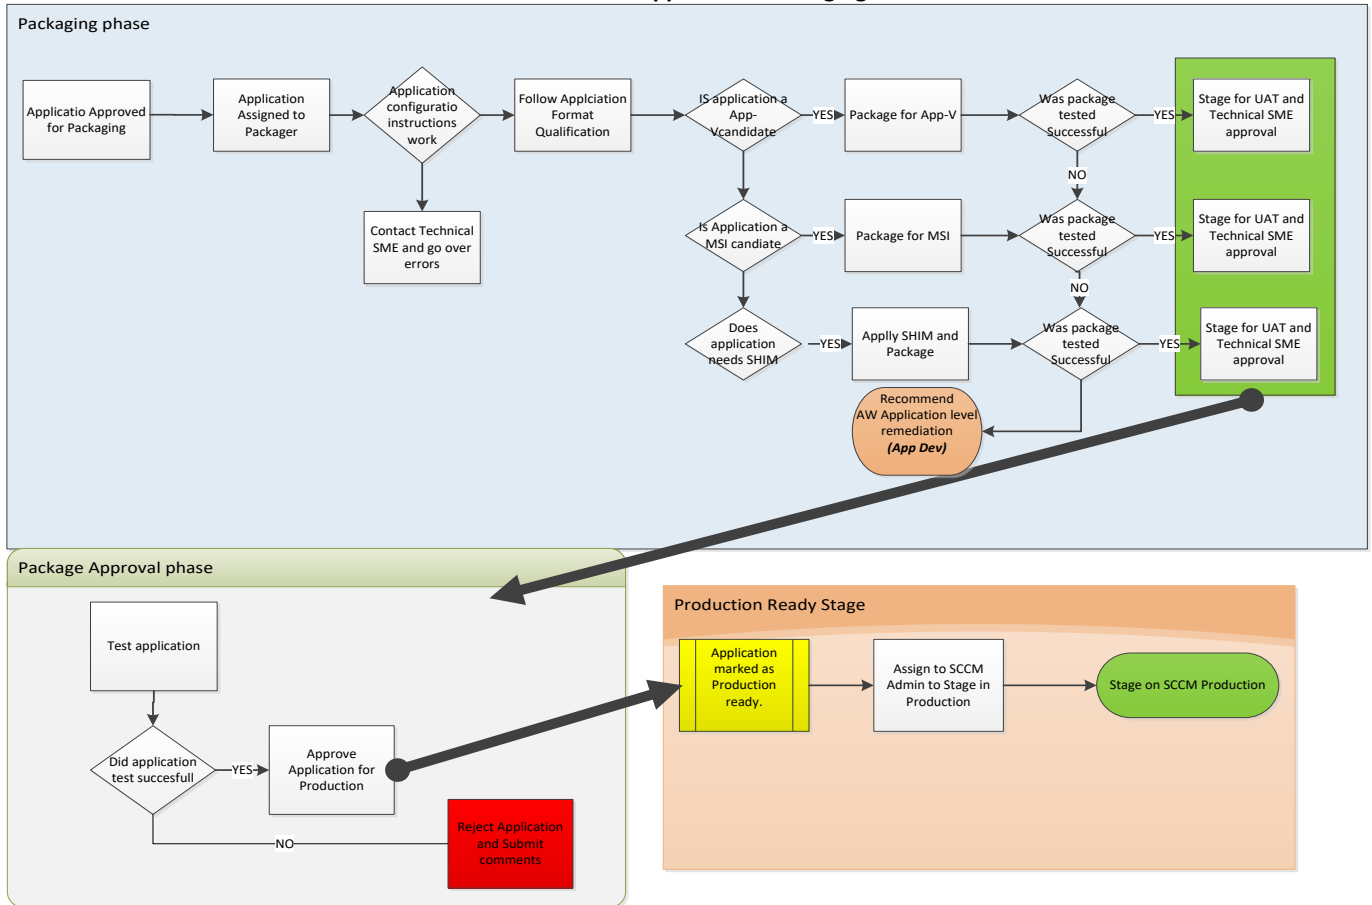 Packaging phase
Applicatio Approved
for Packaging
Application
Assigned to
Packager
Application
configuratio
instructions
work
Follow Applciation
Format
Qualification
IS application a
App-
Vcandidate
YES
Package for App-V
Was package
tested
Successful
YES
Stage for UAT and
Technical SME
approval
NO
Contact Technical
SME and go over
errors
Is Application a
MSI candiate
YES
Package for MSI
Was package
tested
Successful
YES
Stage for UAT and
Technical SME
approval
NO
Does
application
needs SHIM
YES
Applly SHIM and
Package
Was package
tested
Successful
YES
Stage for UAT and
Technical SME
approval
Recommend
AW Application level
remediation
(App Dev)
Package Approval phase
Test application
Did application
test succesfull
YES
Approve
Application for
Production
NO
Reject Application
and Submit
comments
Production Ready Stage
Application
marked as
Production
ready.
Assign to SCCM
Admin to Stage in
Production
Stage on SCCM Production